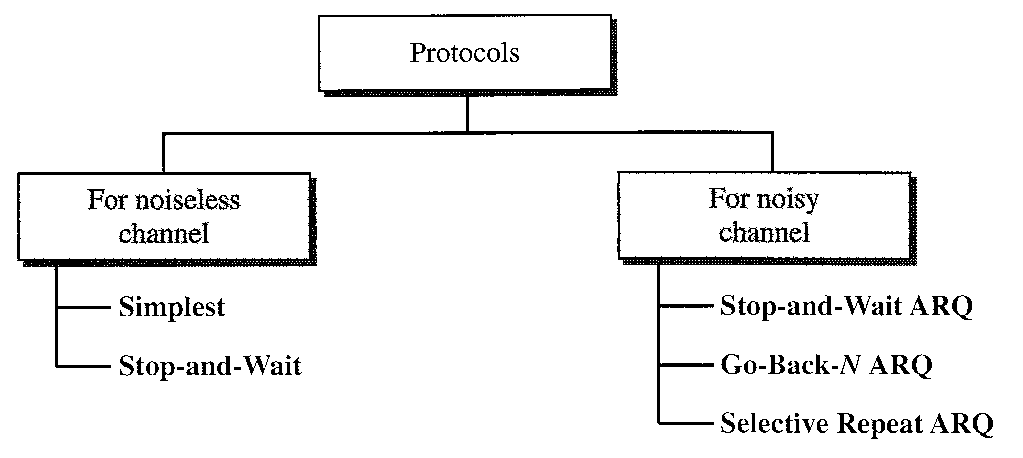 Protocols
For noiseless
channel
For noisy
channel
Simplest
Stop-and-Wait
Stop-and-Wait ARQ
Go-Back-N ARQ
Selective Repeat ARQ